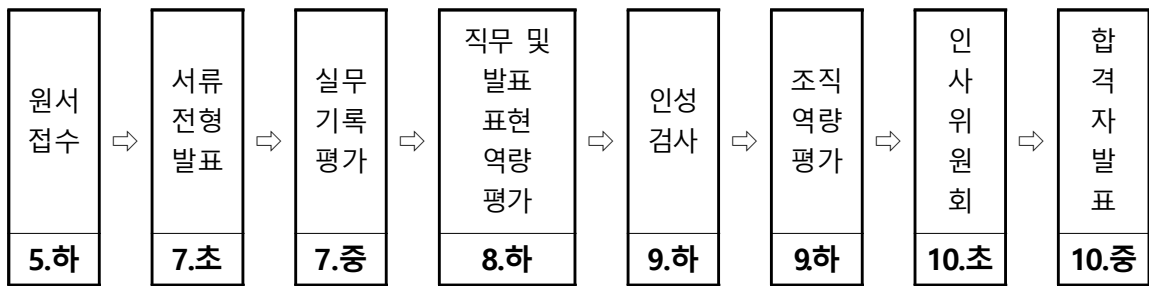 원서
접수
5.하
⇨
서류
전형
발표
7.초
⇨
실무
기록
평가
7.중
⇨
직무 및
발표
표현
역량
평가
8.하
⇨
인성
검사
9.하
⇨
조직
역량
평가
9.하
⇨
인
사
위
원
회
10.초
⇨
합
격
자
발
표
10.중